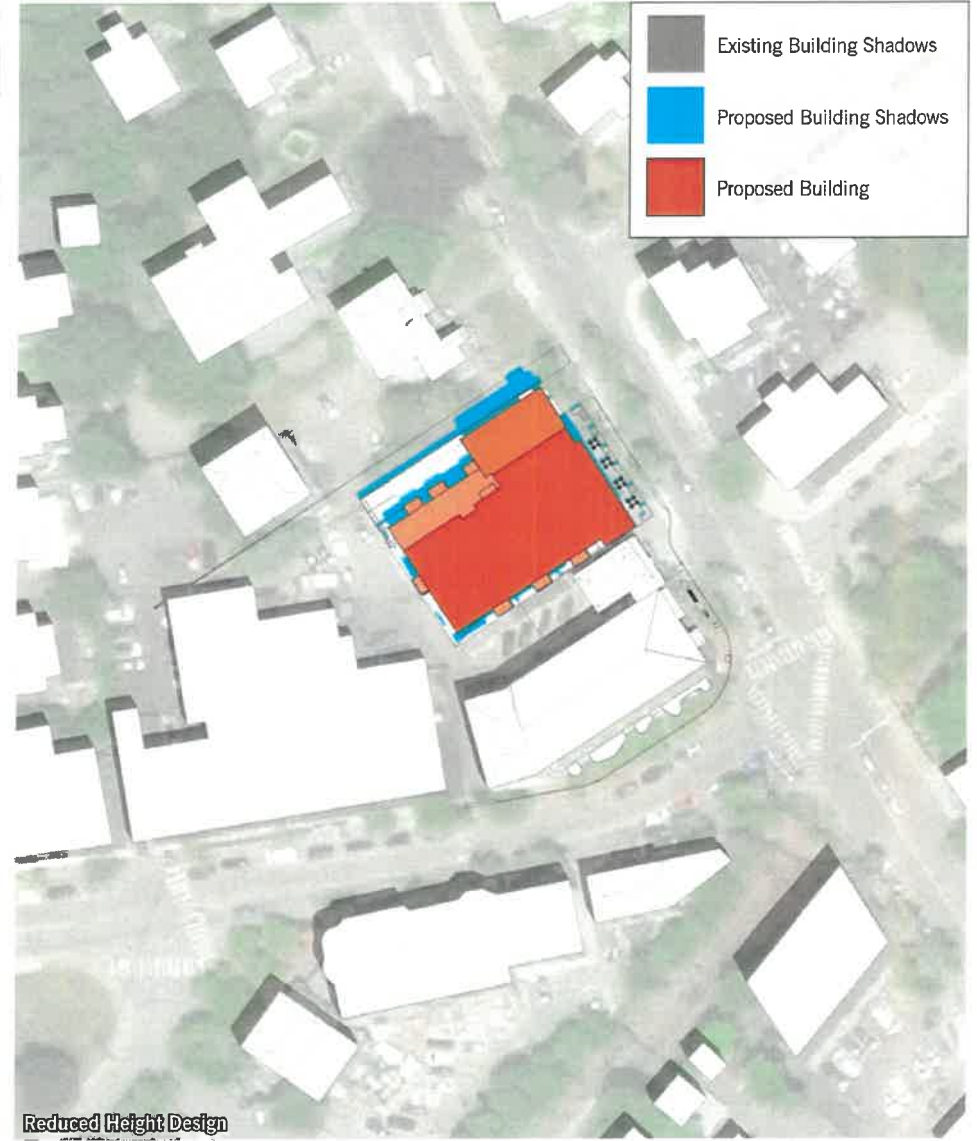 Existing Building Shadows
Proposed Building Shadows
Proposed Building
Reduced Height Design